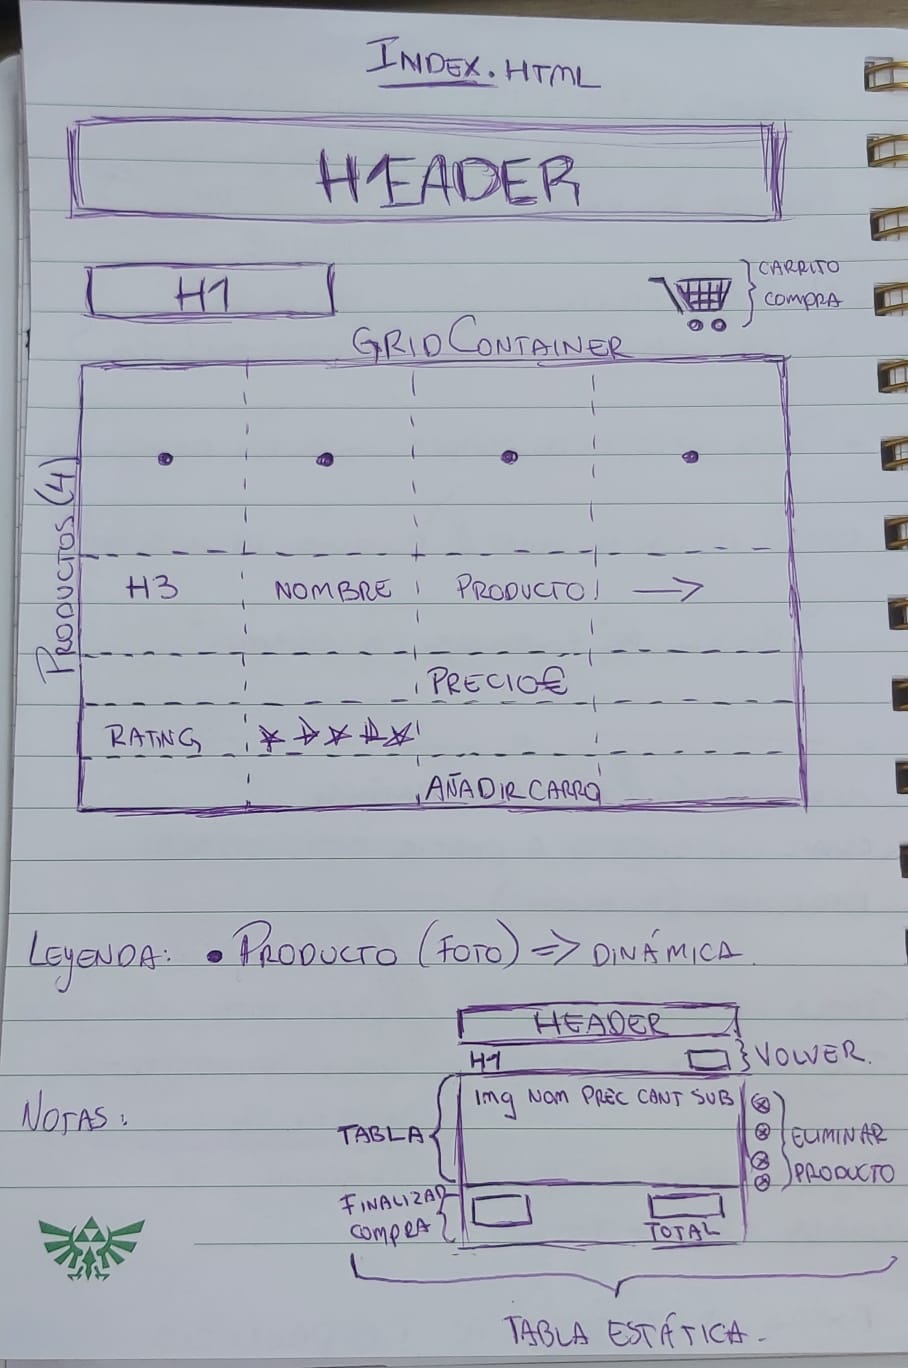 INDEX.HTML
HEADER
H1
CARRITO
COMPRA
GRID CONTAINER
PRODUCTOS (4)
H3 NOMBRE PRODUCTO
PRECIO €
RATING
AÑADIR CARRO
LEYENDA: • PRODUCTO (FOTO) => DINÁMICA.
HEADER
H1
VOLVER.
NOTAS:
TABLA
Img NOM PREC CANT SUB
ELIMINAR
PRODUCTO
FINALIZAR
COMPRA
TOTAL
TABLA ESTÁTICA.